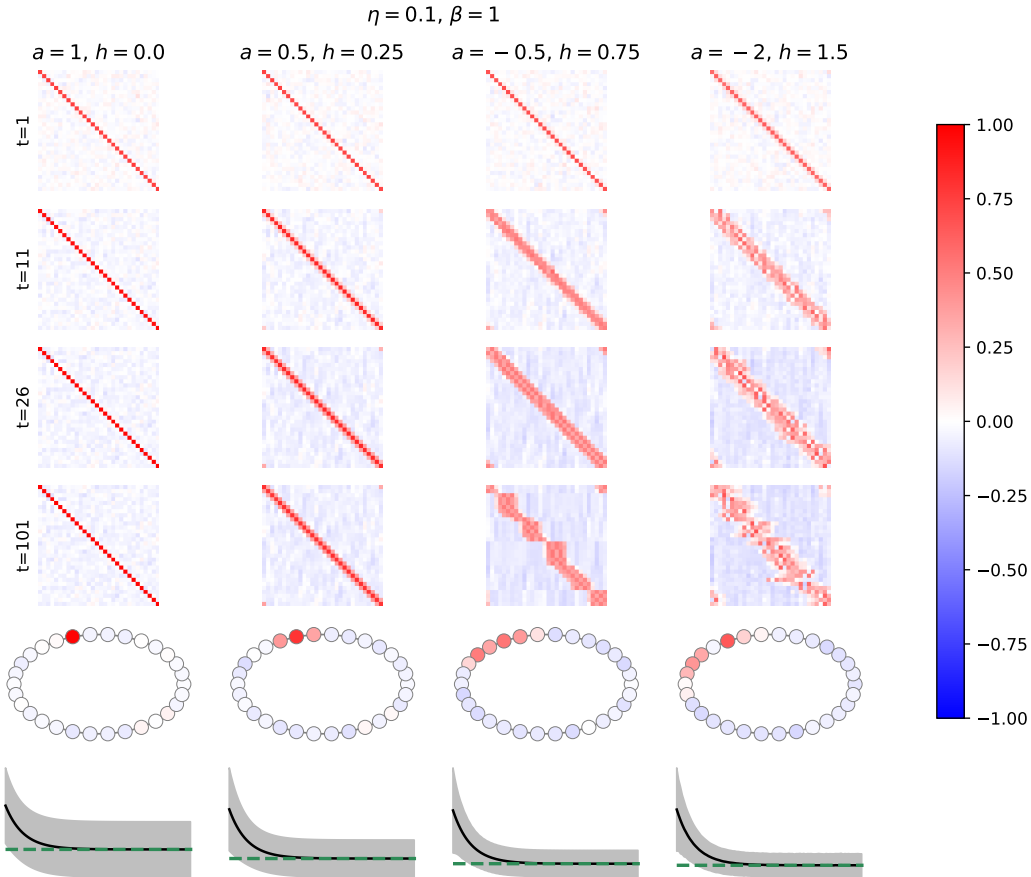 η = 0.1, β = 1
a = 1, h = 0.0
a = 0.5, h = 0.25
a = −0.5, h = 0.75
a = −2, h = 1.5
t=1
t=11
t=26
t=101
1.00
0.75
0.50
0.25
0.00
−0.25
−0.50
−0.75
−1.00